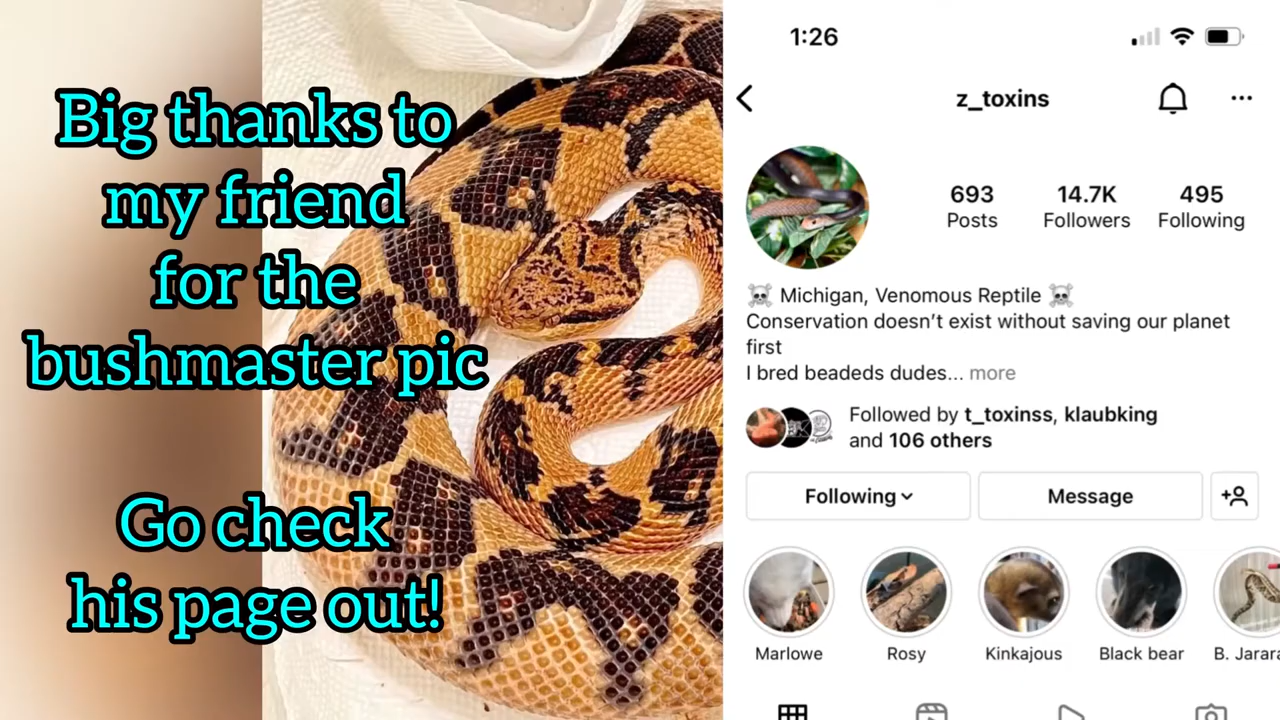 Big thanks to
my friend
for the
bushmaster pic
Go check
his page out!
1:26
z_toxins
693
Posts
14.7K
Followers
495
Following
☠️ Michigan, Venomous Reptile ☠️
Conservation doesn’t exist without saving our planet
first
I bred beadeds dudes... more
Followed by t_toxinss, klaubking
and 106 others
Following
Message
Marlowe
Rosy
Kinkajous
Black bear
B. Jarara